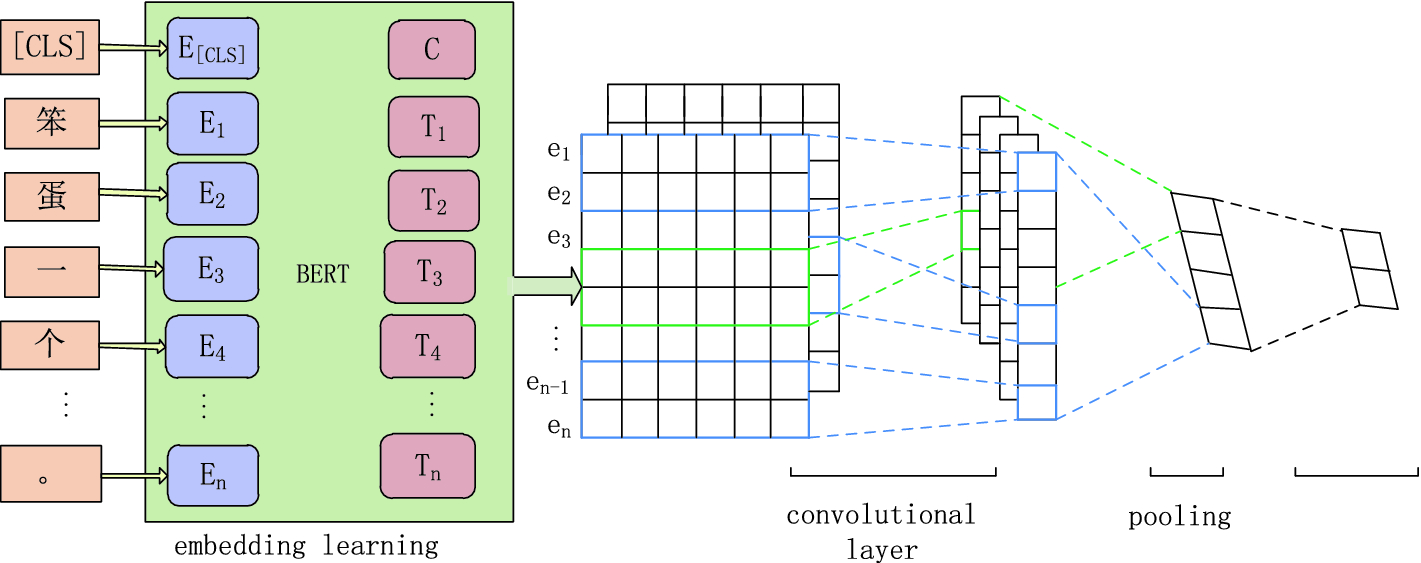 [CLS]
笨
蛋
一
个
⋮
。
E[CLS]
E1
E2
E3
E4
⋮
En
BERT
C
T1
T2
T3
T4
⋮
Tn
embedding learning
e1
e2
e3
⋮
en-1
en
convolutional
layer
pooling